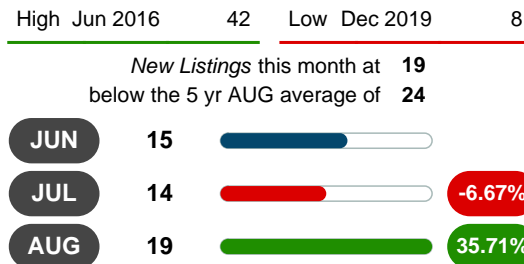 High Jun 2016 42 Low Dec 2019 8
New Listings this month at 19
below the 5 yr AUG average of 24
JUN 15
JUL 14 -6.67%
AUG 19 35.71%